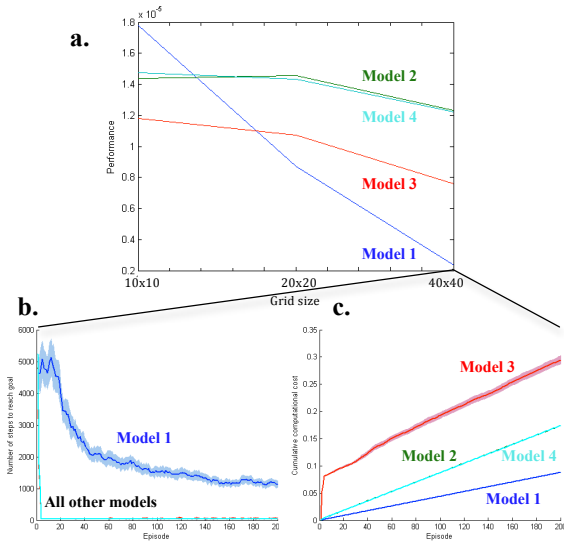 a.
x 10⁻⁵
1.8
1.6
1.4
1.2
1
0.8
0.6
0.4
0.2
Performance
Model 2
Model 4
Model 3
Model 1
10x10
20x20
40x40
Grid size
b.
6000
5000
4000
3000
2000
1000
0
Number of steps to reach goal
Model 1
All other models
0 20 40 60 80 100 120 140 160 180 200
Episode
c.
0.35
0.3
0.25
0.2
0.15
0.1
0.05
0
Cumulative computational cost
Model 3
Model 2
Model 4
Model 1
0 20 40 60 80 100 120 140 160 180 200
Episode